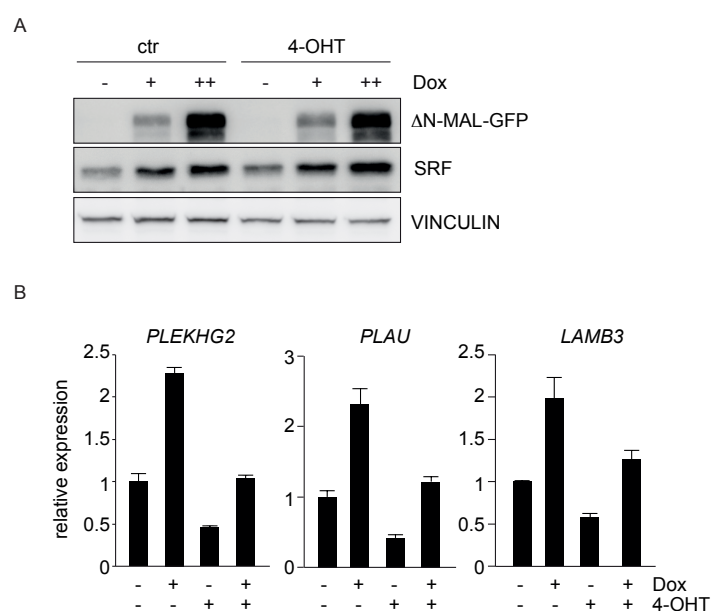 A
ctr 4-OHT
- + ++ - + ++ Dox
ΔN-MAL-GFP
SRF
VINCULIN
B
PLEKHG2 PLAU LAMB3
relative expression
2.5
2
1.5
1
0.5
0
3
2
1
0
2.5
2
1.5
1
0.5
0
- + - + - + - + - + - + Dox
- - + + - - + + - - + + 4-OHT